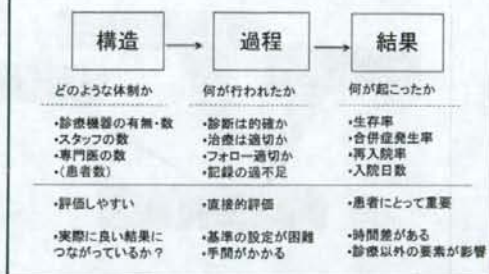 構造 → 過程 → 結果
どのような体制か 何が行われたか 何が起こったか
・診療機器の有無・数 ・診断は的確か ・生存率
・スタッフの数 ・治療は適切か ・合併症発生率
・専門医の数 ・フォロー適切か ・再入院率
・(患者数) ・記録の過不足 ・入院日数
・評価しやすい ・直接的評価 ・患者にとって重要
・実際に良い結果に ・基準の設定が困難 ・時間差がある
つながっているか? ・手間がかかる ・診療以外の要素が影響